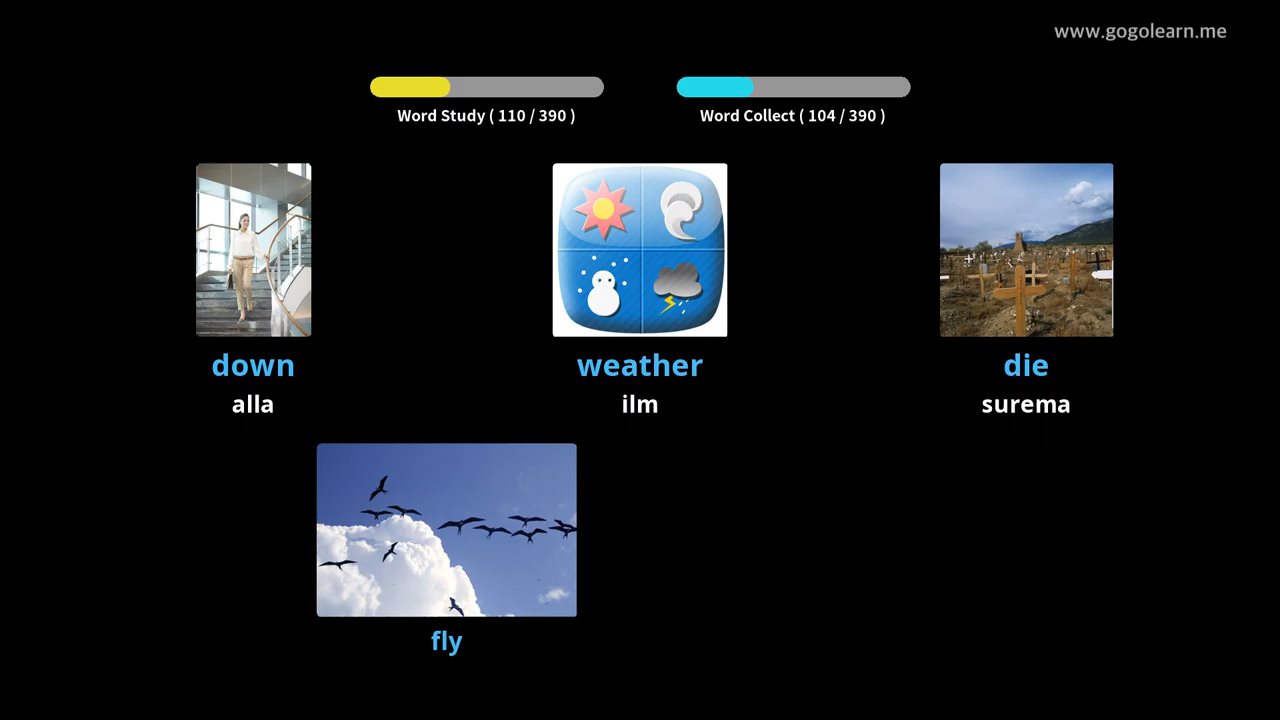 www.gogolearn.me
Word Study ( 110 / 390 )
Word Collect ( 104 / 390 )
down
weather
die
alla
ilm
surema
fly